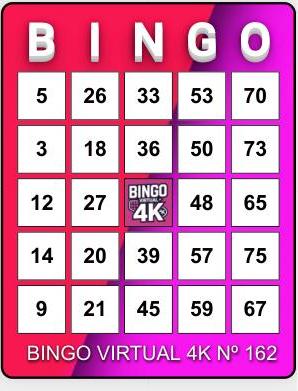 B I N G O
5 26 33 53 70
3 18 36 50 73
12 27 BINGO VIRTUAL 4K 48 65
14 20 39 57 75
9 21 45 59 67
BINGO VIRTUAL 4K Nº 162